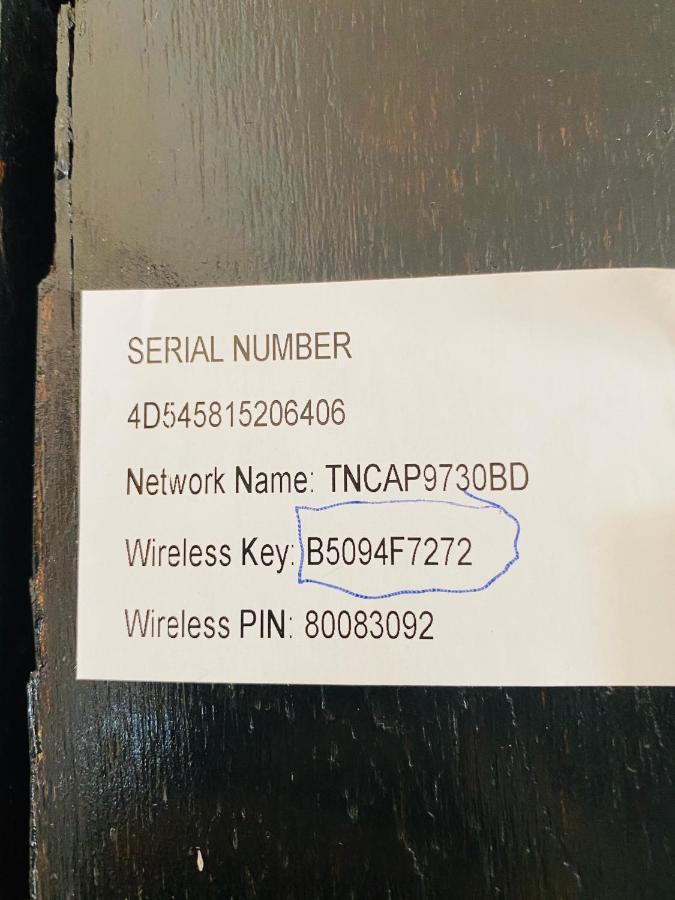 SERIAL NUMBER
4D545815206406
Network Name: TNCAP9730BD
Wireless Key: B5094F7272
Wireless PIN: 80083092